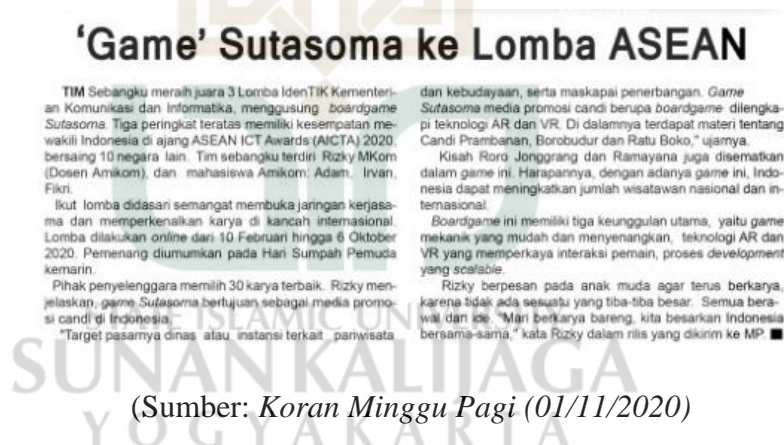 'Game' Sutasoma ke Lomba ASEAN
TIM Sebangku meraih juara 3 Lomba IdenTIK Kementeri-
an Komunikasi dan Informatika, menggusung boardgame
Sutasoma. Tiga peringkat teratas memiliki kesempatan me-
wakili Indonesia di ajang ASEAN ICT Awards (AICTA) 2020,
bersaing 10 negara lain. Tim sebangku terdiri Rizky MKom
(Dosen Amikom), dan mahasiswa Amikom; Adam, Irvan,
Fikri.
Ikut lomba didasari semangat membuka jaringan kerjasa-
ma dan memperkenalkan karya di kancah internasional.
Lomba dilakukan online dari 10 Februari hingga 6 Oktober
2020. Pemenang diumumkan pada Hari Sumpah Pemuda
kemarin.
Pihak penyelenggara memilih 30 karya terbaik. Rizky men-
jelaskan, game Sutasoma bertujuan sebagai media promo-
si candi di Indonesia.
"Target pasarnya dinas atau instansi terkait pariwisata
dan kebudayaan, serta maskapai penerbangan. Game
Sutasoma media promosi candi berupa boardgame dilengka-
pi teknologi AR dan VR. Di dalamnya terdapat materi tentang
Candi Prambanan, Borobudur dan Ratu Boko," ujarnya.
Kisah Roro Jonggrang dan Ramayana juga disematkan
dalam game ini. Harapannya, dengan adanya game ini, Indo-
nesia dapat meningkatkan jumlah wisatawan nasional dan in-
ternasional.
Boardgame ini memiliki tiga keunggulan utama, yaitu game
mekanik yang mudah dan menyenangkan, teknologi AR dan
VR yang memperkaya interaksi pemain, proses development
yang scalable.
Rizky berpesan pada anak muda agar terus berkarya,
karena tidak ada sesuatu yang tiba-tiba besar. Semua bera-
wal dari ide. "Mari berkarya bareng, kita besarkan Indonesia
bersama-sama," kata Rizky dalam rilis yang dikirim ke MP.
STATE ISLAMIC UNIVERSITY
SUNAN KALIJAGA
YOGYAKARTA
(Sumber: Koran Minggu Pagi (01/11/2020)